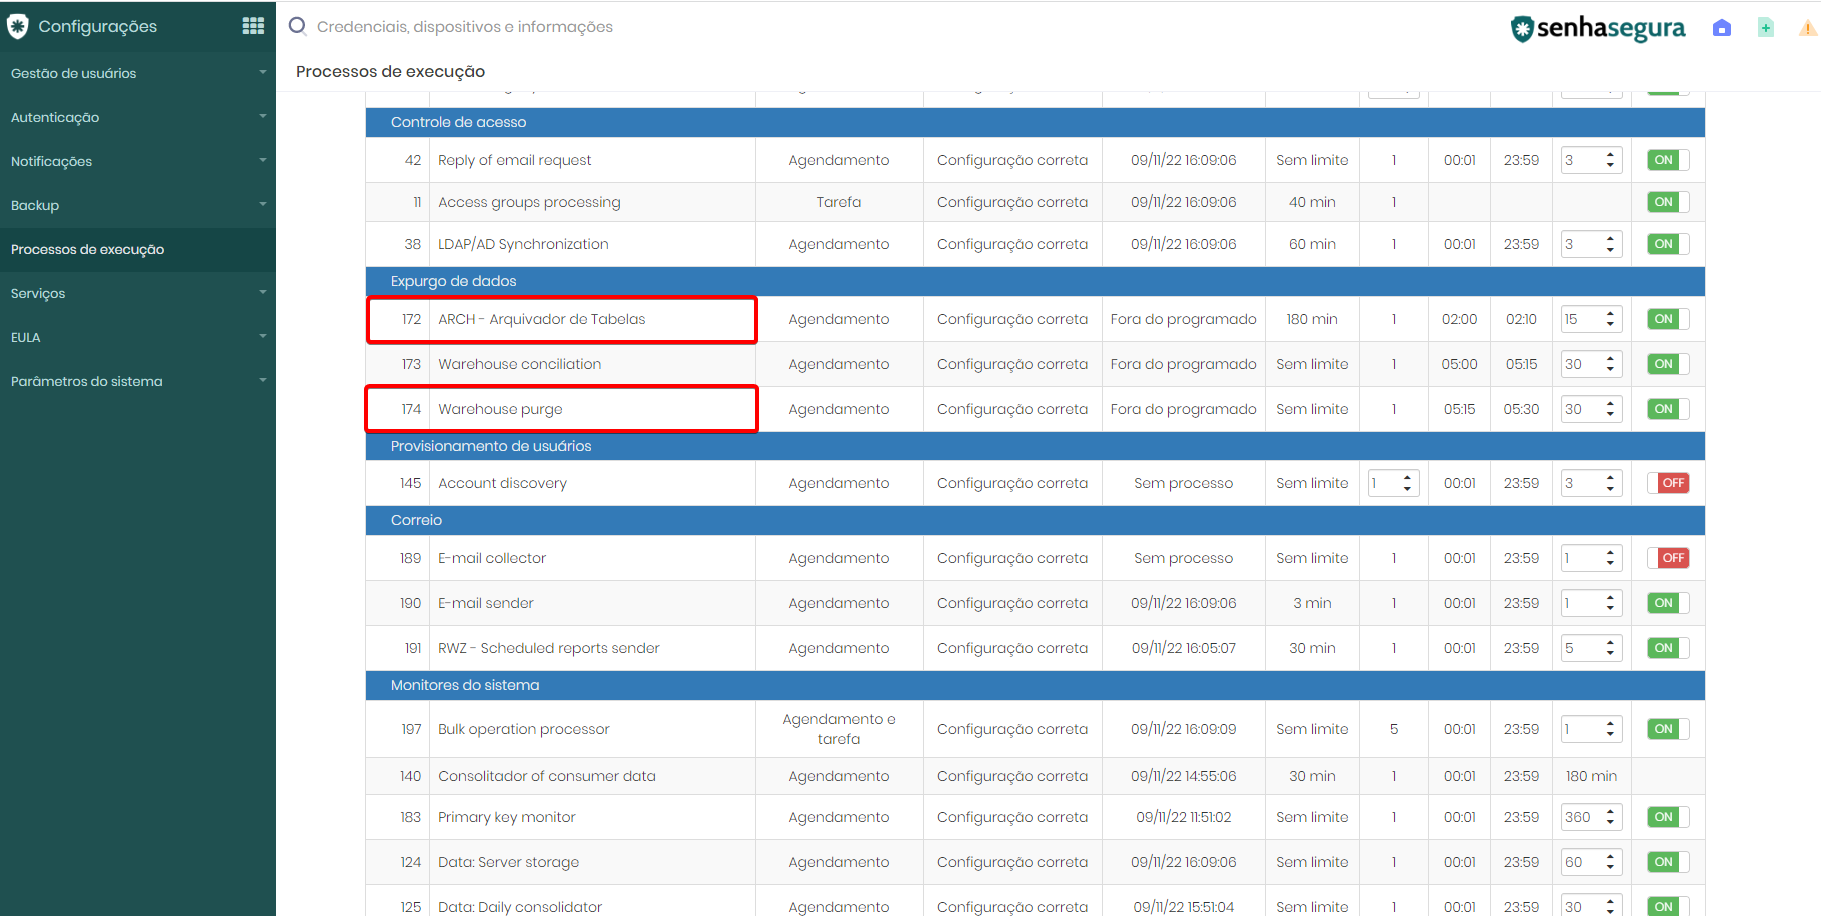 Configurações
Credenciais, dispositivos e informações
senhasegura
Gestão de usuários
Autenticação
Notificações
Backup
Processos de execução
Serviços
EULA
Parâmetros do sistema
Processos de execução
Controle de acesso
42 Reply of email request Agendamento Configuração correta 09/11/22 16:09:06 Sem limite 1 00:01 23:59 3 ON
11 Access groups processing Tarefa Configuração correta 09/11/22 16:09:06 40 min 1 ON
38 LDAP/AD Synchronization Agendamento Configuração correta 09/11/22 16:09:06 60 min 1 00:01 23:59 3 ON
Expurgo de dados
172 ARCH - Arquivador de Tabelas Agendamento Configuração correta Fora do programado 180 min 1 02:00 02:10 15 ON
173 Warehouse conciliation Agendamento Configuração correta Fora do programado Sem limite 1 05:00 05:15 30 ON
174 Warehouse purge Agendamento Configuração correta Fora do programado Sem limite 1 05:15 05:30 30 ON
Provisionamento de usuários
145 Account discovery Agendamento Configuração correta Sem processo Sem limite 1 00:01 23:59 3 OFF
Correio
189 E-mail collector Agendamento Configuração correta Sem processo Sem limite 1 00:01 23:59 1 OFF
190 E-mail sender Agendamento Configuração correta 09/11/22 16:09:06 3 min 1 00:01 23:59 1 ON
191 RWZ - Scheduled reports sender Agendamento Configuração correta 09/11/22 16:05:07 30 min 1 00:01 23:59 5 ON
Monitores do sistema
197 Bulk operation processor Agendamento e tarefa Configuração correta 09/11/22 16:09:09 Sem limite 5 00:01 23:59 1 ON
140 Consolitador of consumer data Agendamento Configuração correta 09/11/22 14:55:06 30 min 1 00:01 23:59 180 min
183 Primary key monitor Agendamento Configuração correta 09/11/22 11:51:02 Sem limite 1 00:01 23:59 360 ON
124 Data: Server storage Agendamento Configuração correta 09/11/22 16:09:06 Sem limite 1 00:01 23:59 60 ON
125 Data: Daily consolidator Agendamento Configuração correta 09/11/22 15:51:04 Sem limite 1 00:01 23:59 30 ON